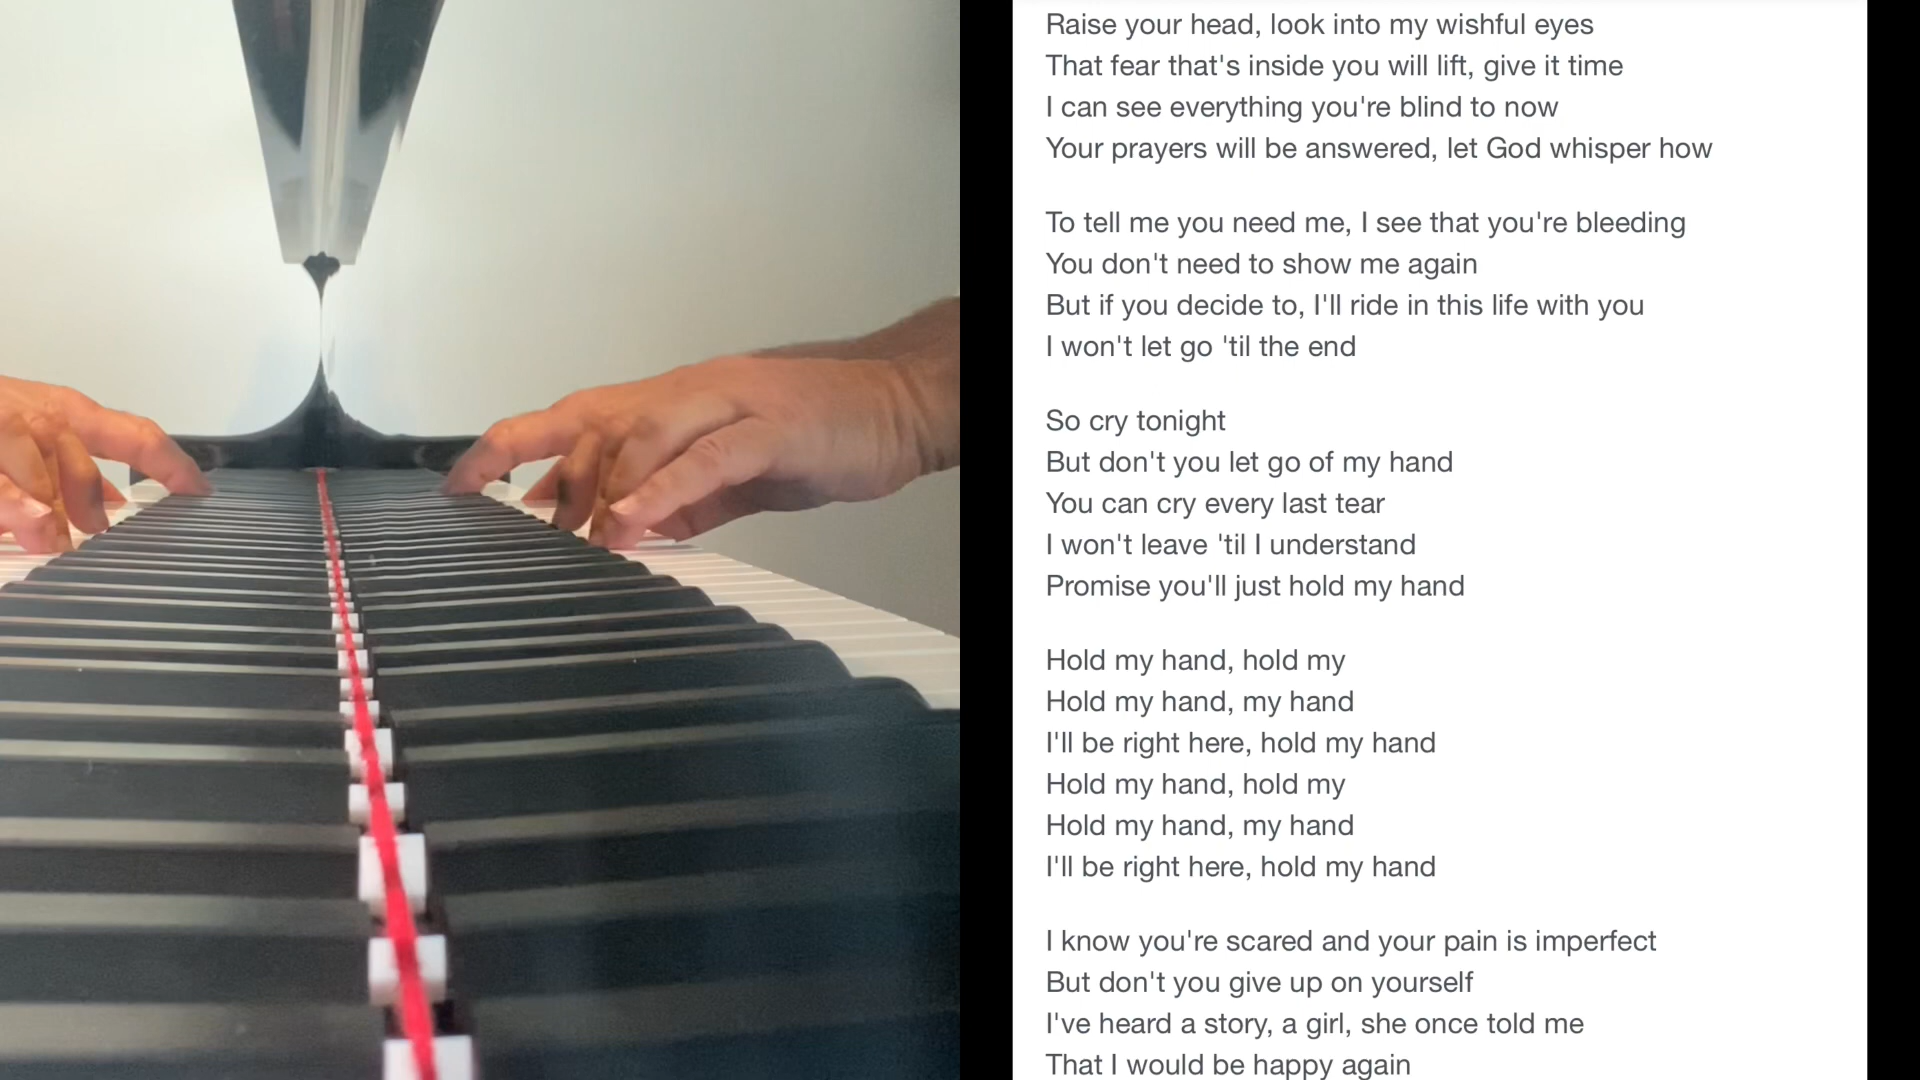 Raise your head, look into my wishful eyes
That fear that's inside you will lift, give it time
I can see everything you're blind to now
Your prayers will be answered, let God whisper how
To tell me you need me, I see that you're bleeding
You don't need to show me again
But if you decide to, I'll ride in this life with you
I won't let go 'til the end
So cry tonight
But don't you let go of my hand
You can cry every last tear
I won't leave 'til I understand
Promise you'll just hold my hand
Hold my hand, hold my
Hold my hand, my hand
I'll be right here, hold my hand
Hold my hand, hold my
Hold my hand, my hand
I'll be right here, hold my hand
I know you're scared and your pain is imperfect
But don't you give up on yourself
I've heard a story, a girl, she once told me
That I would be happy again